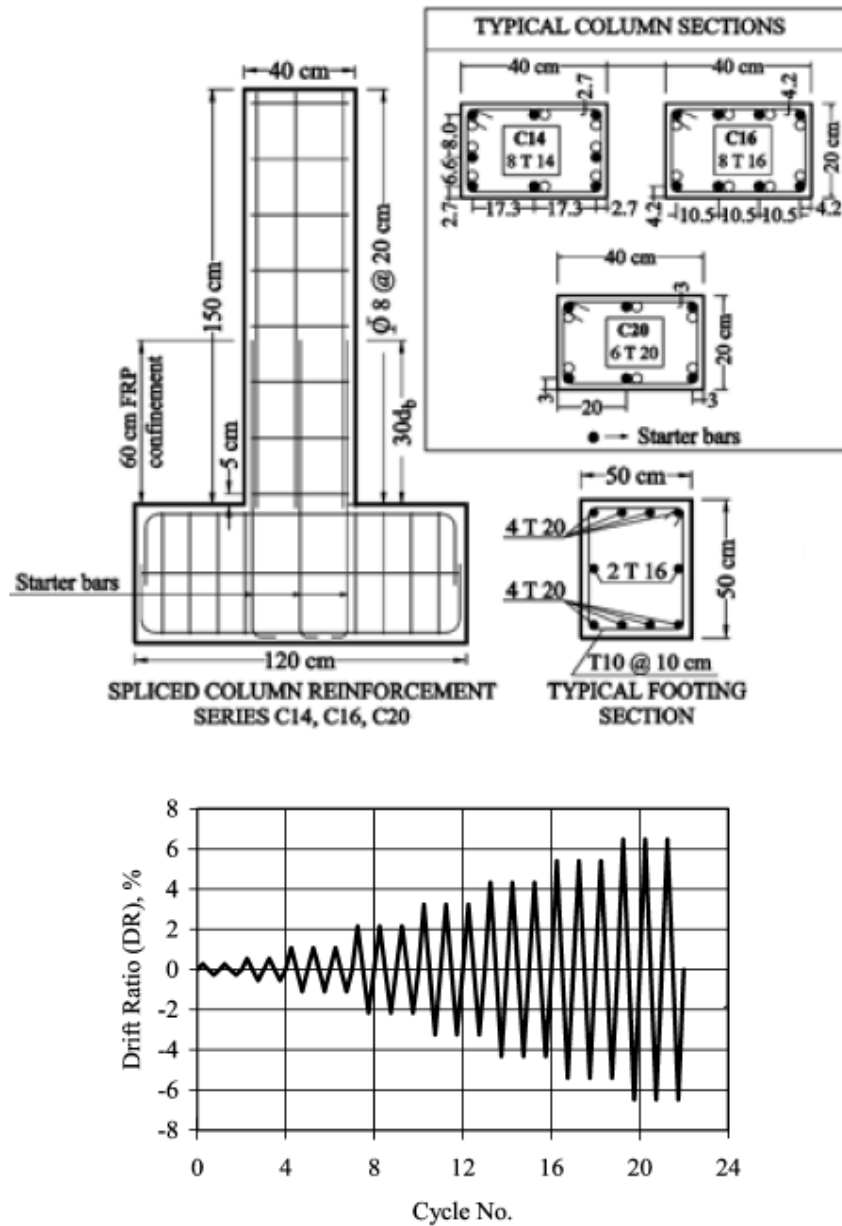 TYPICAL COLUMN SECTIONS
40 cm
40 cm
2.7
4.2
C14
8 T 14
C16
8 T 16
6.6
8.0
20 cm
2.7
17.3
17.3
2.7
4.2
10.5
10.5
10.5
4.2
40 cm
3
C20
6 T 20
20 cm
3
20
3
Starter bars
40 cm
150 cm
Ø 8 @ 20 cm
60 cm FRP
confinement
5 cm
30db
Starter bars
120 cm
SPLICED COLUMN REINFORCEMENT
SERIES C14, C16, C20
50 cm
4 T 20
2 T 16
4 T 20
50 cm
T10 @ 10 cm
TYPICAL FOOTING
SECTION
Drift Ratio (DR), %
8
6
4
2
0
-2
-4
-6
-8
0
4
8
12
16
20
24
Cycle No.